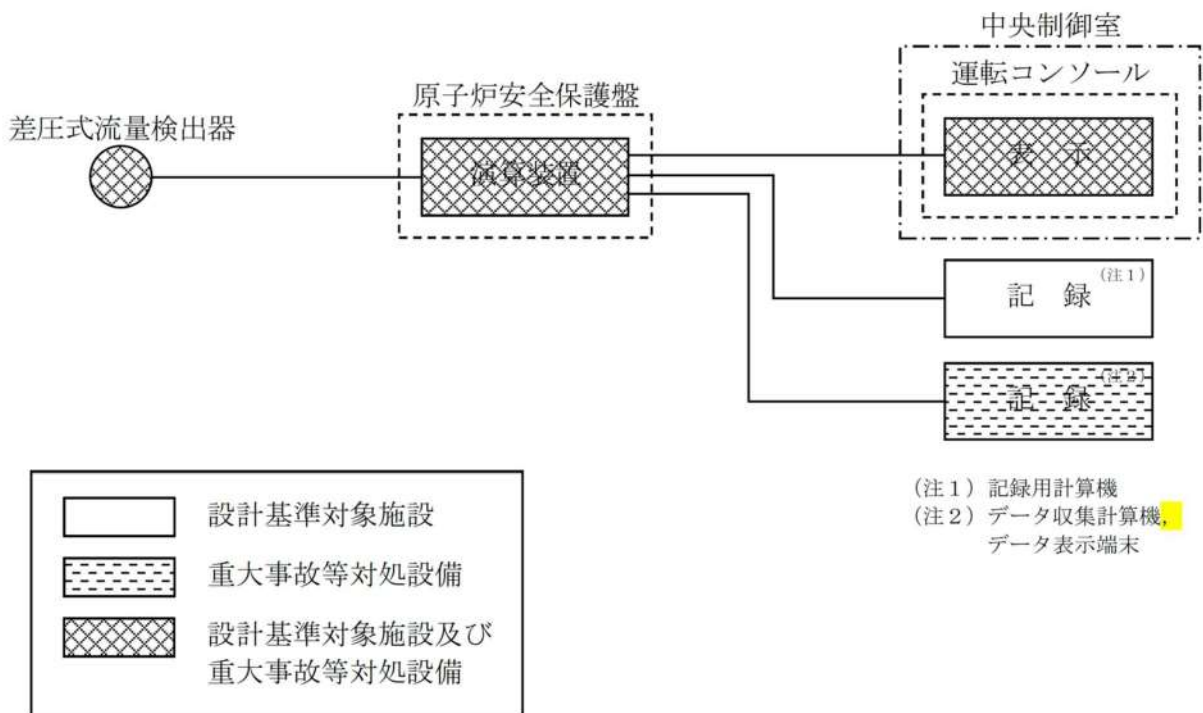 中央制御室
運転コンソール
原子炉安全保護盤
差圧式流量検出器
演算装置
表 示
記 録 (注1)
記 録 (注2)
(注1) 記録用計算機
(注2) データ収集計算機,
データ表示端末
設計基準対象施設
重大事故等対処設備
設計基準対象施設及び
重大事故等対処設備